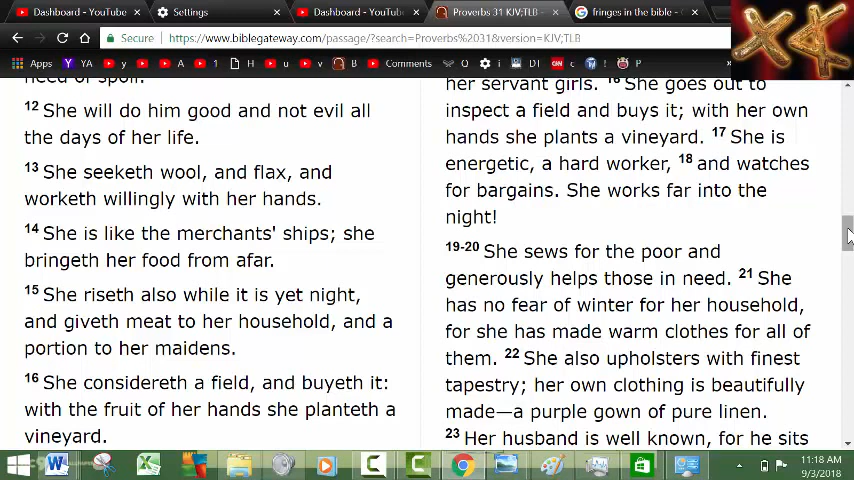 Dashboard - YouTube
Settings
Dashboard - YouTube
Proverbs 31 KJV;TLB -
fringes in the bible -
Secure
https://www.biblegateway.com/passage/?search=Proverbs%2031&version=KJV;TLB
Apps YA y A 1 H u v B Comments Q i D1 cn c m! P
X4
need of spoil.
12 She will do him good and not evil all
the days of her life.
13 She seeketh wool, and flax, and
worketh willingly with her hands.
14 She is like the merchants' ships; she
bringeth her food from afar.
15 She riseth also while it is yet night,
and giveth meat to her household, and a
portion to her maidens.
16 She considereth a field, and buyeth it:
with the fruit of her hands she planteth a
vineyard.
her servant girls. 16 She goes out to
inspect a field and buys it; with her own
hands she plants a vineyard. 17 She is
energetic, a hard worker, 18 and watches
for bargains. She works far into the
night!
19-20 She sews for the poor and
generously helps those in need. 21 She
has no fear of winter for her household,
for she has made warm clothes for all of
them. 22 She also upholsters with finest
tapestry; her own clothing is beautifully
made—a purple gown of pure linen.
23 Her husband is well known, for he sits
11:18 AM
9/3/2018